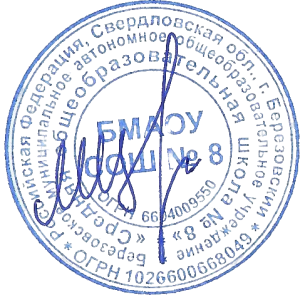 Российская Федерация, Свердловская обл., г. Березовский * ОГРН 1026600668049 *
Березовское муниципальное автономное общеобразовательное учреждение
«Средняя общеобразовательная школа № 8»
БМАОУ
СОШ № 8
ИНН 6604009550